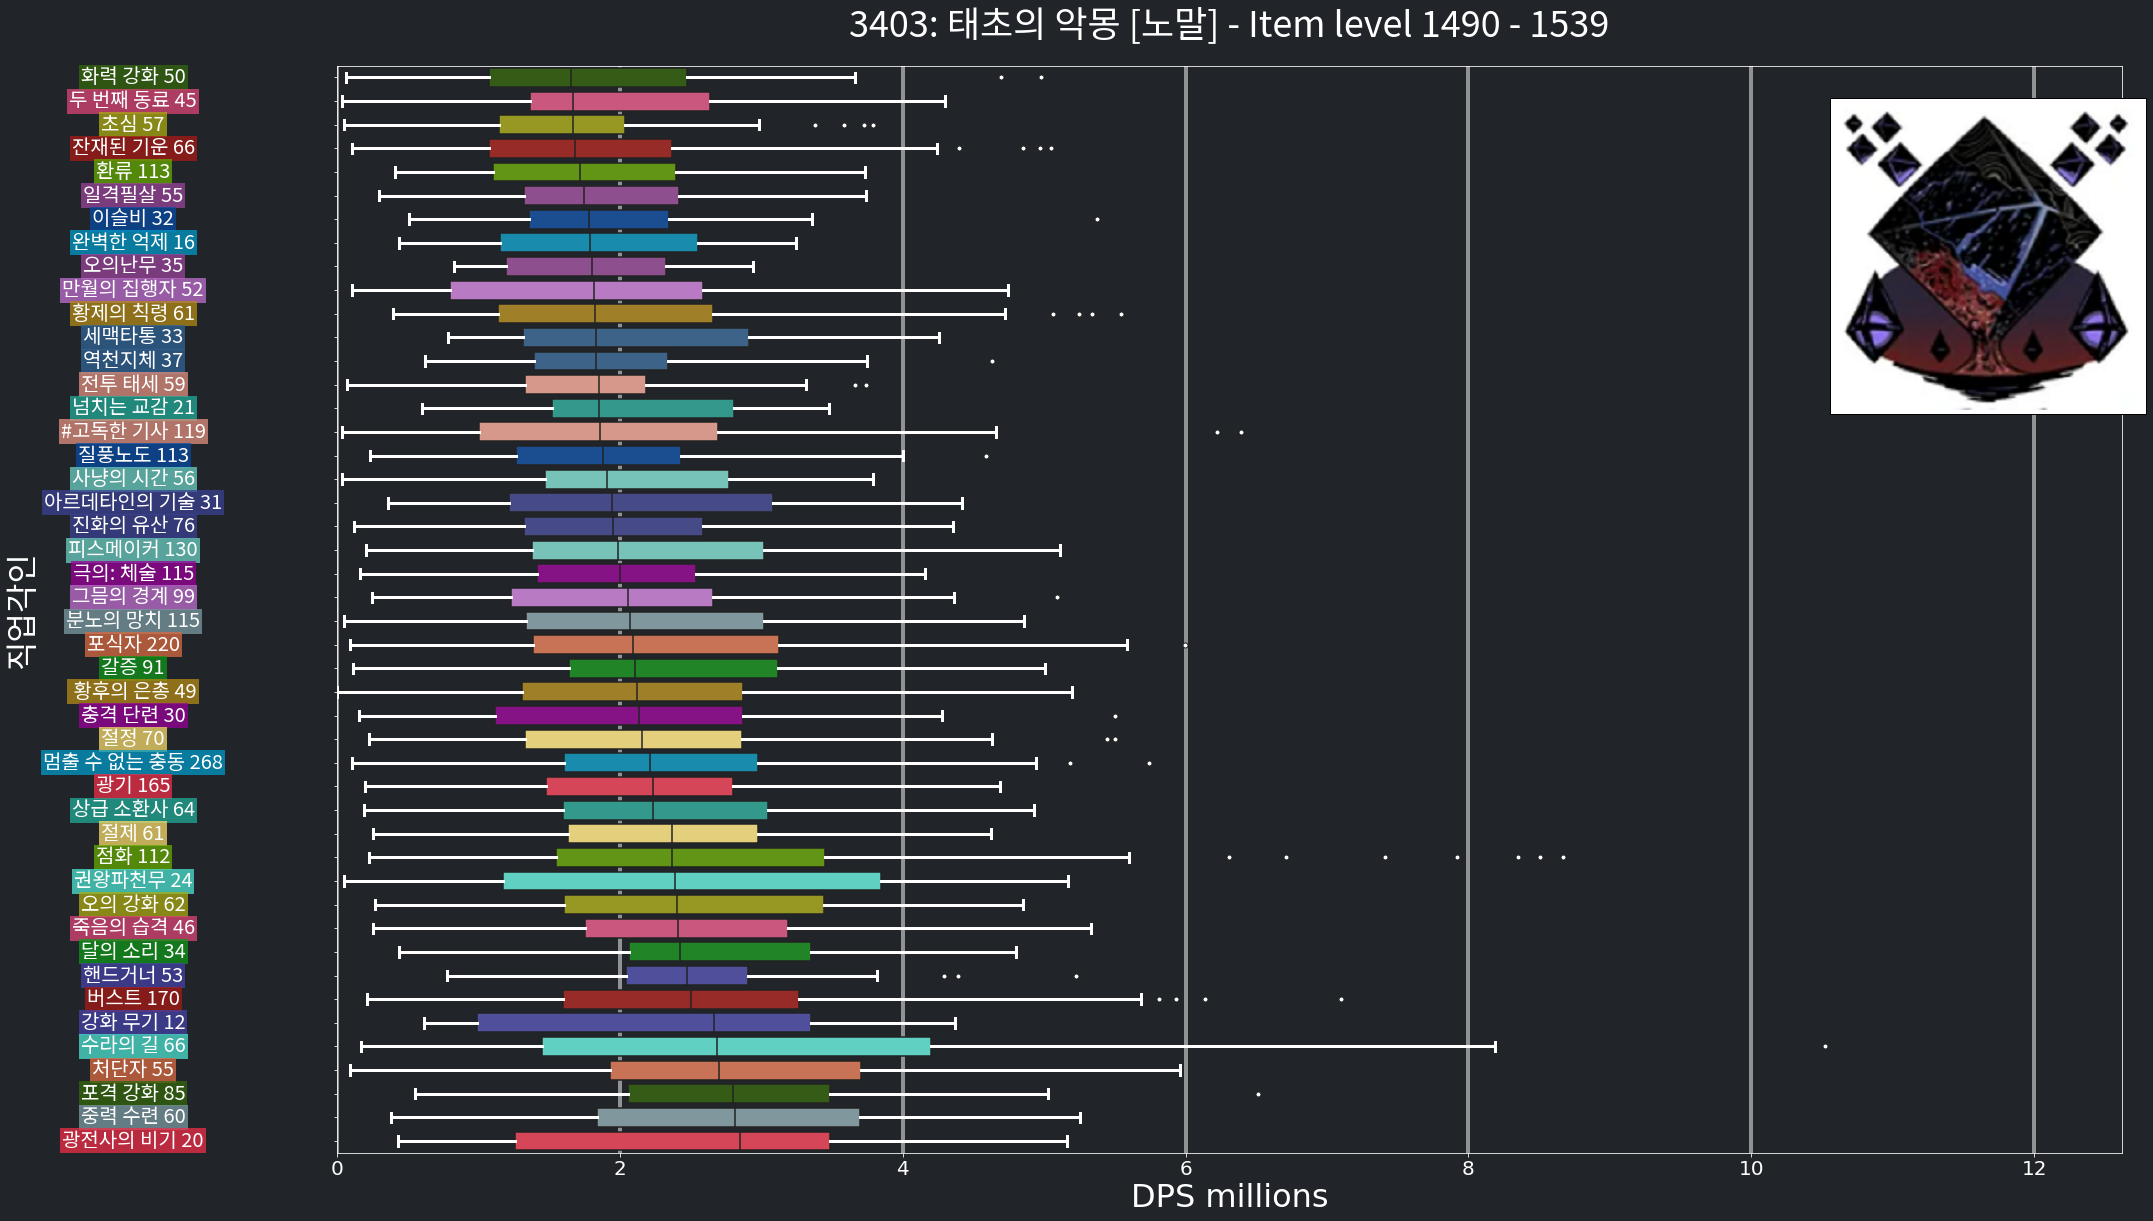 3403: 태초의 악몽 [노말] - Item level 1490 - 1539
화력 강화 50
두 번째 동료 45
초심 57
잔재된 기운 66
환류 113
일격필살 55
이슬비 32
완벽한 억제 16
오의난무 35
만월의 집행자 52
황제의 칙령 61
세맥타통 33
역천지체 37
전투 태세 59
넘치는 교감 21
#고독한 기사 119
질풍노도 113
사냥의 시간 56
아르데타인의 기술 31
진화의 유산 76
피스메이커 130
극의: 체술 115
그믐의 경계 99
분노의 망치 115
포식자 220
갈증 91
황후의 은총 49
충격 단련 30
절정 70
멈출 수 없는 충동 268
광기 165
상급 소환사 64
절제 61
점화 112
권왕파천무 24
오의 강화 62
죽음의 습격 46
달의 소리 34
핸드거너 53
버스트 170
강화 무기 12
수라의 길 66
처단자 55
포격 강화 85
중력 수련 60
광전사의 비기 20
직업각인
0 2 4 6 8 10 12
DPS millions